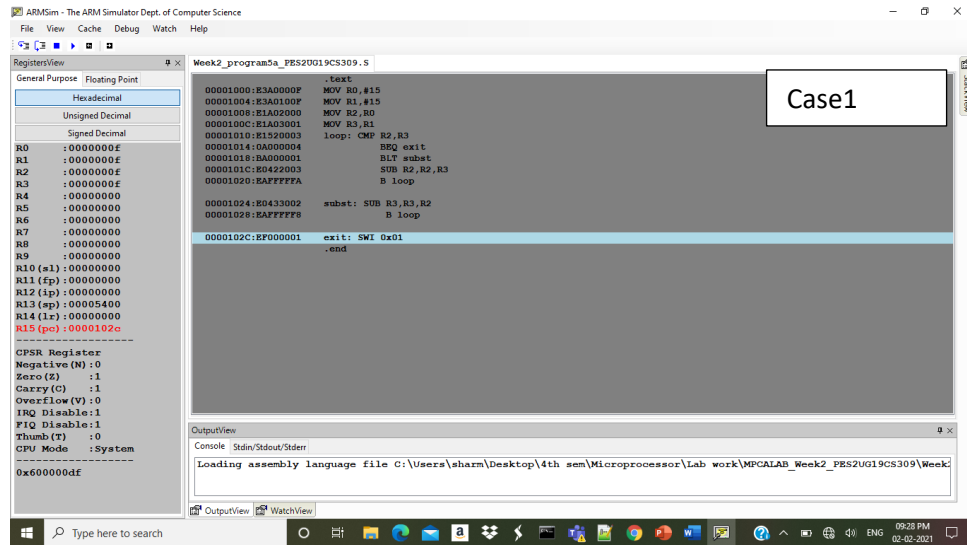 ARMSim - The ARM Simulator Dept. of Computer Science
File View Cache Debug Watch Help
RegistersView
General Purpose Floating Point
Hexadecimal
Unsigned Decimal
Signed Decimal
R0 :0000000f
R1 :0000000f
R2 :0000000f
R3 :0000000f
R4 :00000000
R5 :00000000
R6 :00000000
R7 :00000000
R8 :00000000
R9 :00000000
R10(sl):00000000
R11(fp):00000000
R12(ip):00000000
R13(sp):00005400
R14(lr):00000000
R15(pc):0000102c
CPSR Register
Negative(N):0
Zero(Z) :1
Carry(C) :1
Overflow(V):0
IRQ Disable:1
FIQ Disable:1
Thumb(T) :0
CPU Mode :System
0x600000df
Week2_program5a_PES2UG19CS309.S
.text
00001000:E3A0000F MOV R0,#15
00001004:E3A0100F MOV R1,#15
00001008:E1A02000 MOV R2,R0
0000100C:E1A03001 MOV R3,R1
00001010:E1520003 loop: CMP R2,R3
00001014:0A000004 BEQ exit
00001018:BA000001 BLT subst
0000101C:E0422003 SUB R2,R2,R3
00001020:EAFFFFFA B loop
00001024:E0433002 subst: SUB R3,R3,R2
00001028:EAFFFFF8 B loop
0000102C:EF000001 exit: SWI 0x01
.end
Case1
OutputView
Console Stdin/Stdout/Stderr
Loading assembly language file C:\Users\sharm\Desktop\4th sem\Microprocessor\Lab work\MPCALAB_Week2_PES2UG19CS309\Week2
OutputView WatchView
Type here to search
ENG
09:28 PM
02-02-2021